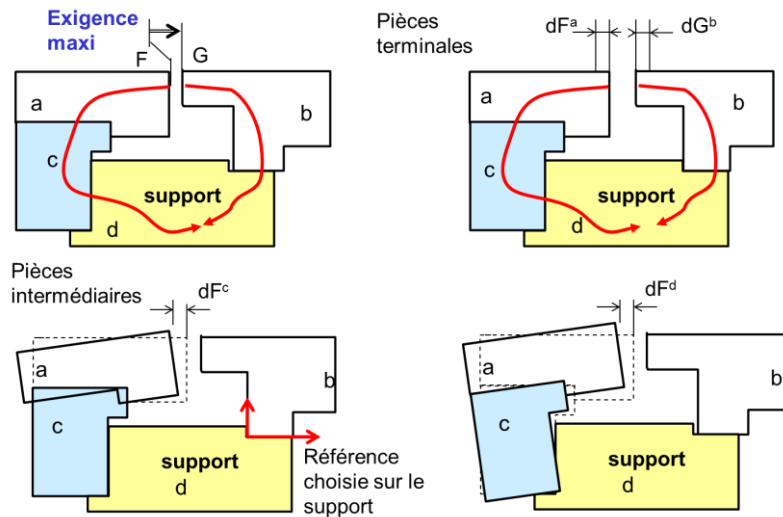 Exigence
maxi
F
G
a
b
c
support
d
Pièces
terminales
dFᵃ
dGᵇ
a
b
c
support
d
Pièces
intermédiaires
dFᶜ
a
b
c
support
d
Référence
choisie sur le
support
dFᵈ
a
b
c
support
d